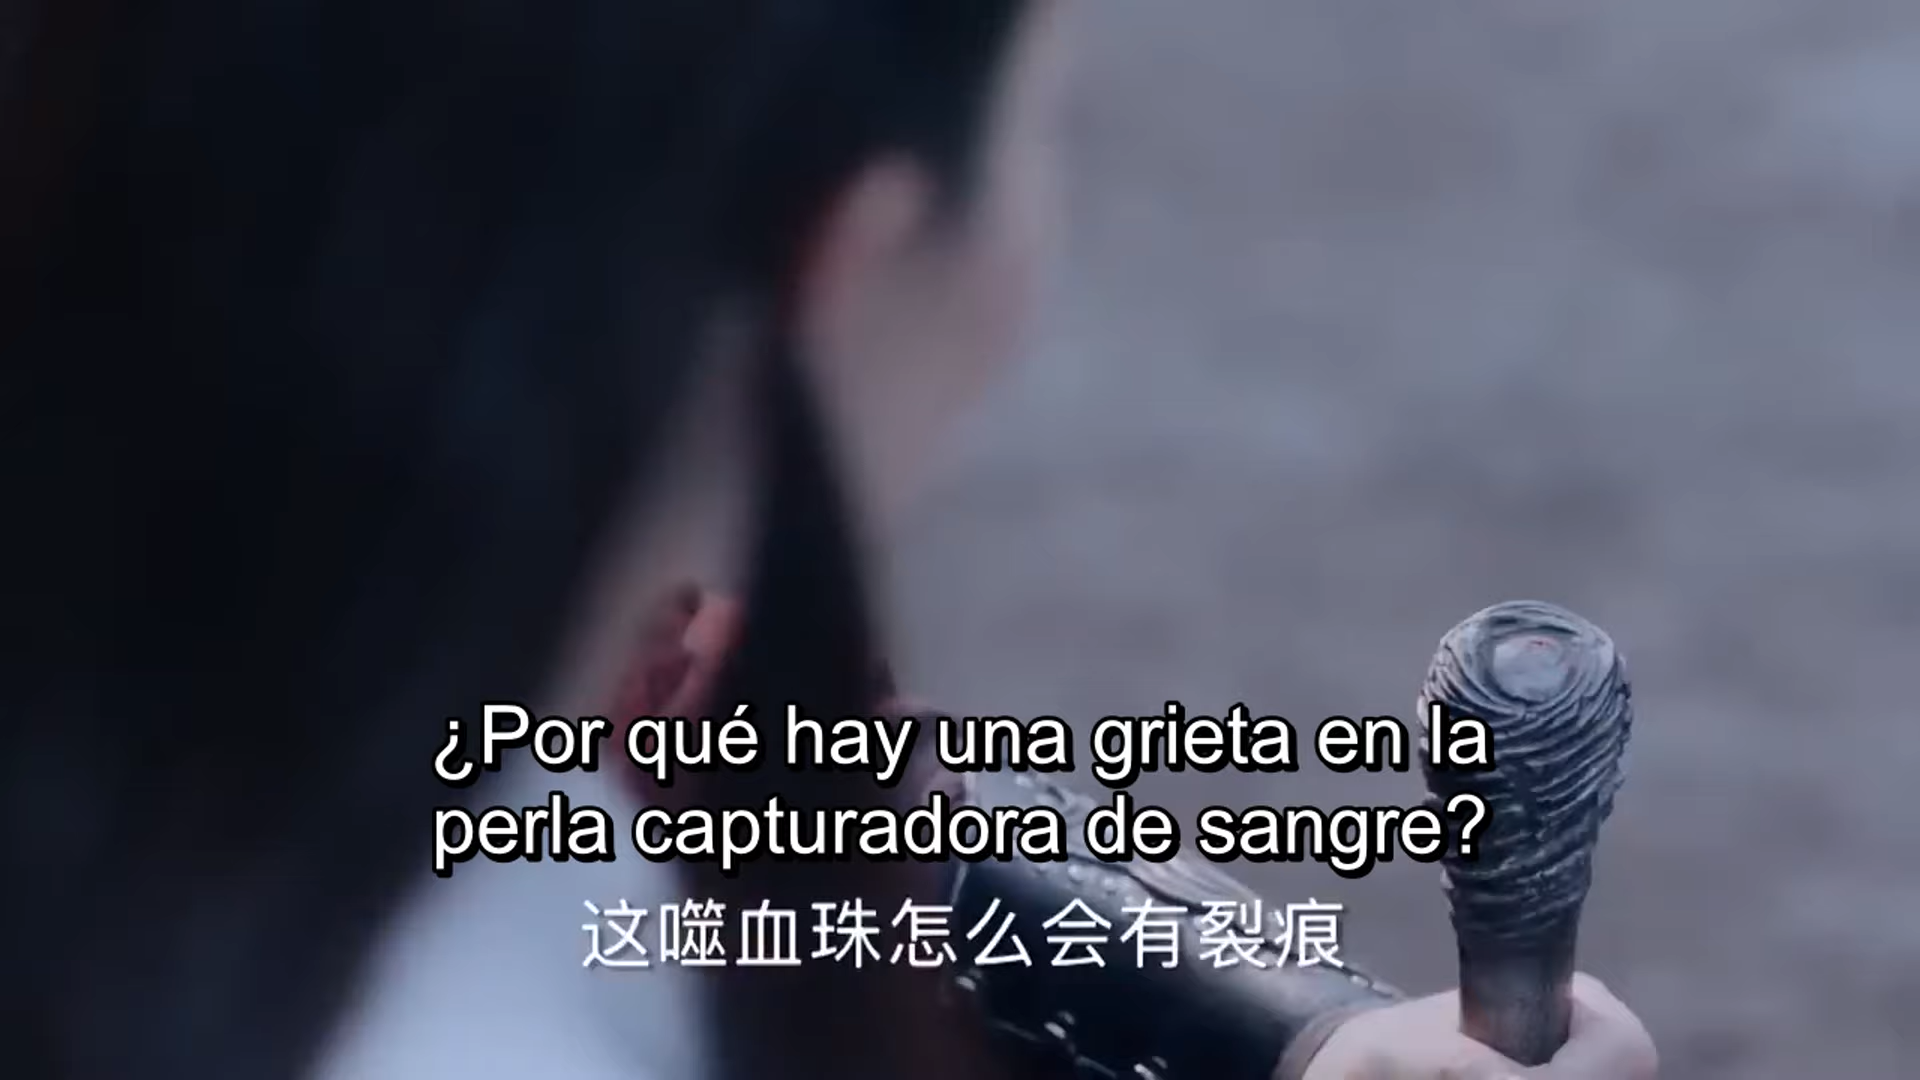 ¿Por qué hay una grieta en la
perla capturadora de sangre?
这噬血珠怎么会有裂痕